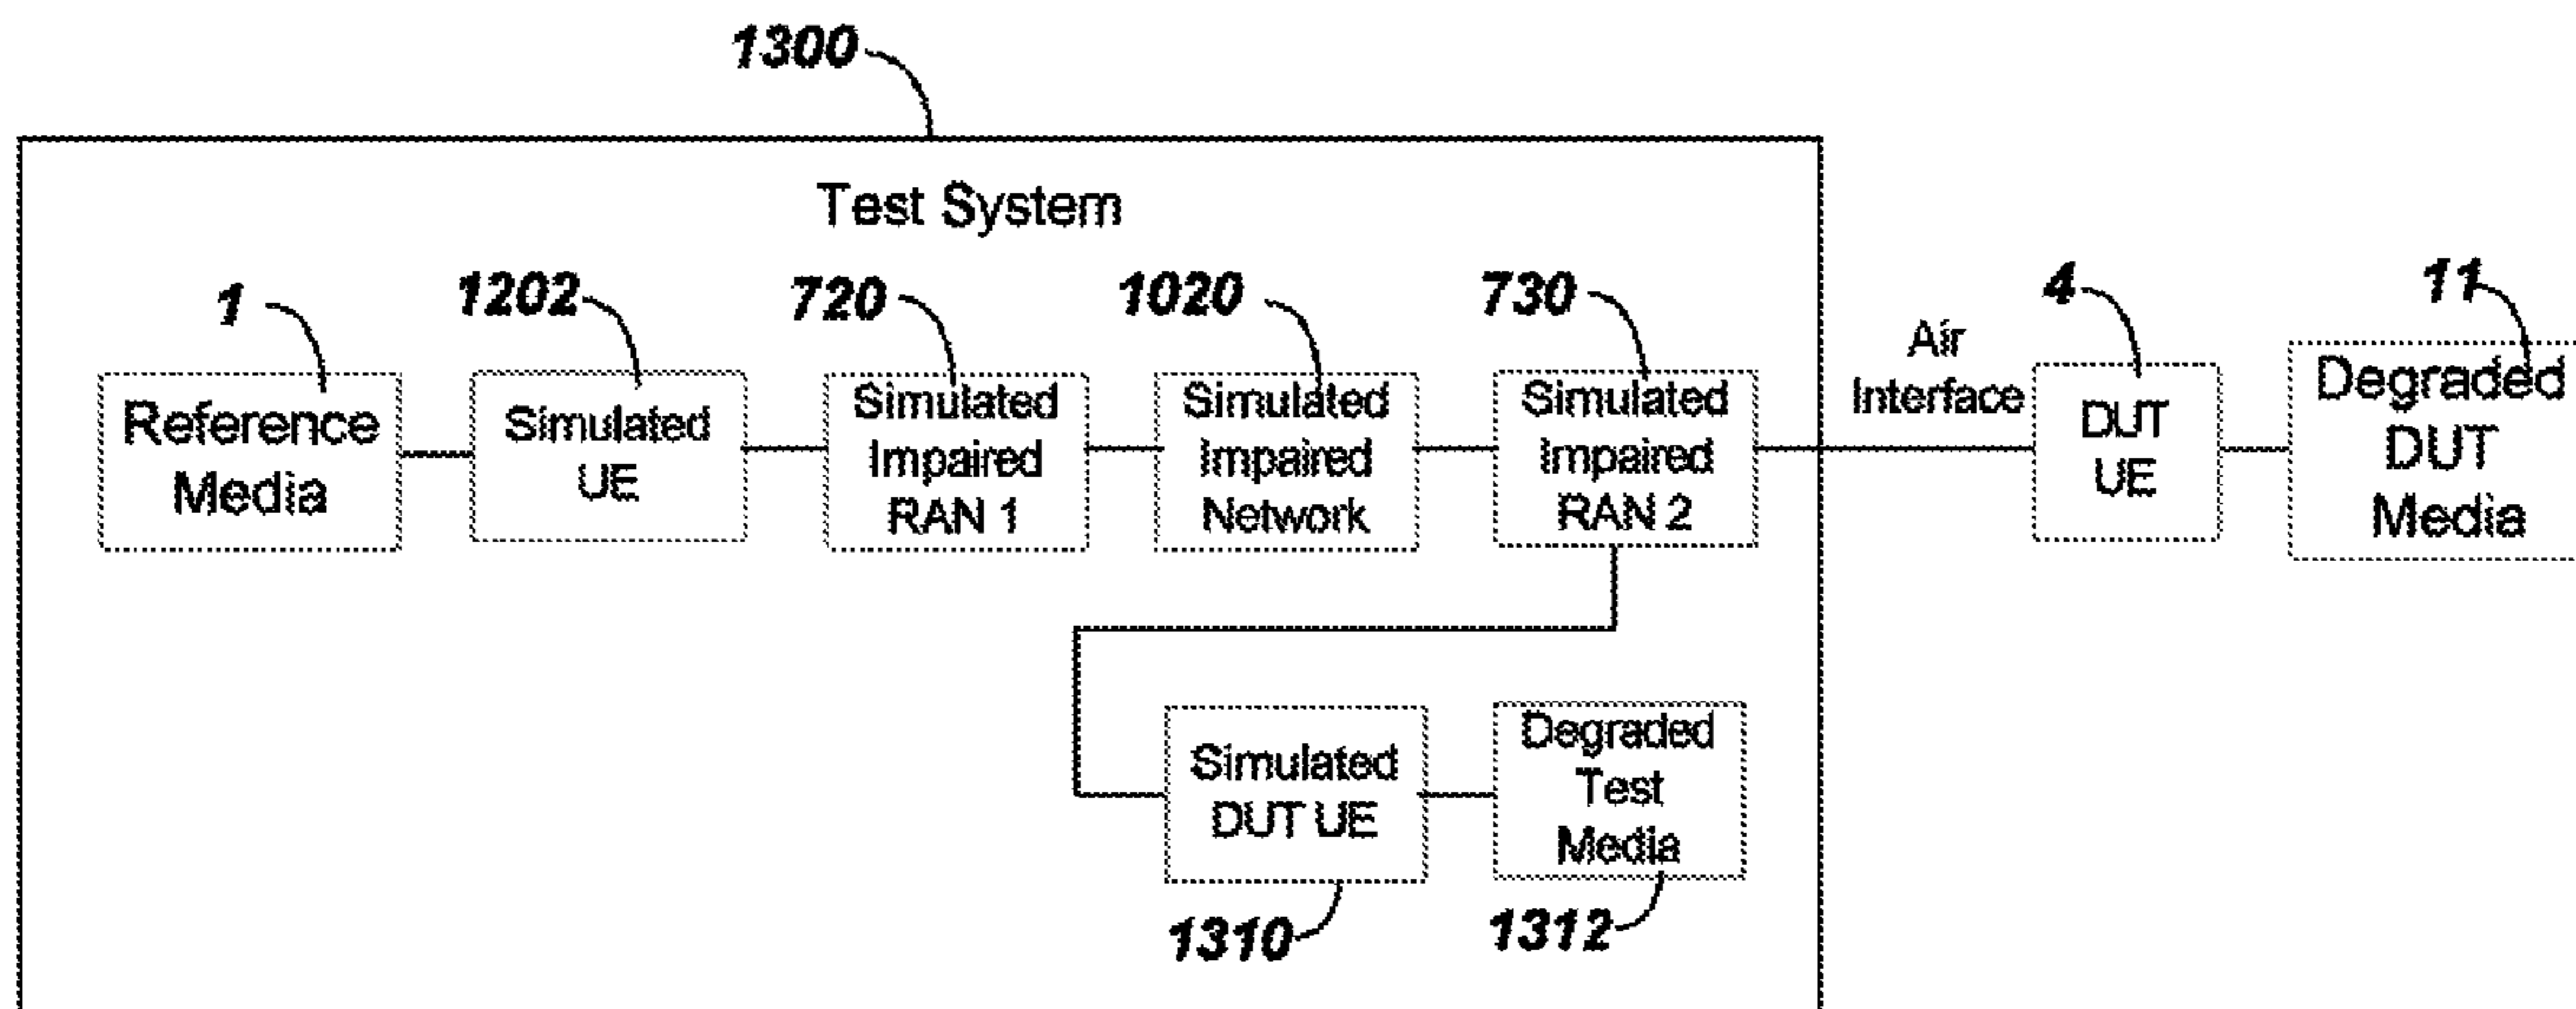 1300
Test System
1
1202
720
1020
730
4
11
Air
Interface
Reference
Media
Simulated
UE
Simulated
Impaired
RAN 1
Simulated
Impaired
Network
Simulated
Impaired
RAN 2
DUT
UE
Degraded
DUT
Media
Simulated
DUT UE
Degraded
Test
Media
1310
1312